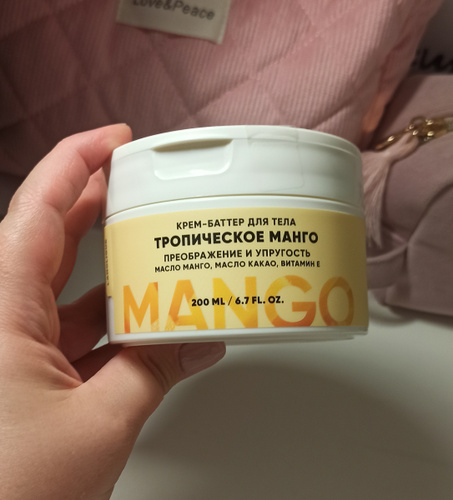 Love&Peace
КРЕМ-БАТТЕР ДЛЯ ТЕЛА
ТРОПИЧЕСКОЕ МАНГО
ПРЕОБРАЖЕНИЕ И УПРУГОСТЬ
МАСЛО МАНГО, МАСЛО КАКАО, ВИТАМИН Е
200 ML / 6.7 FL. OZ.
MANGO